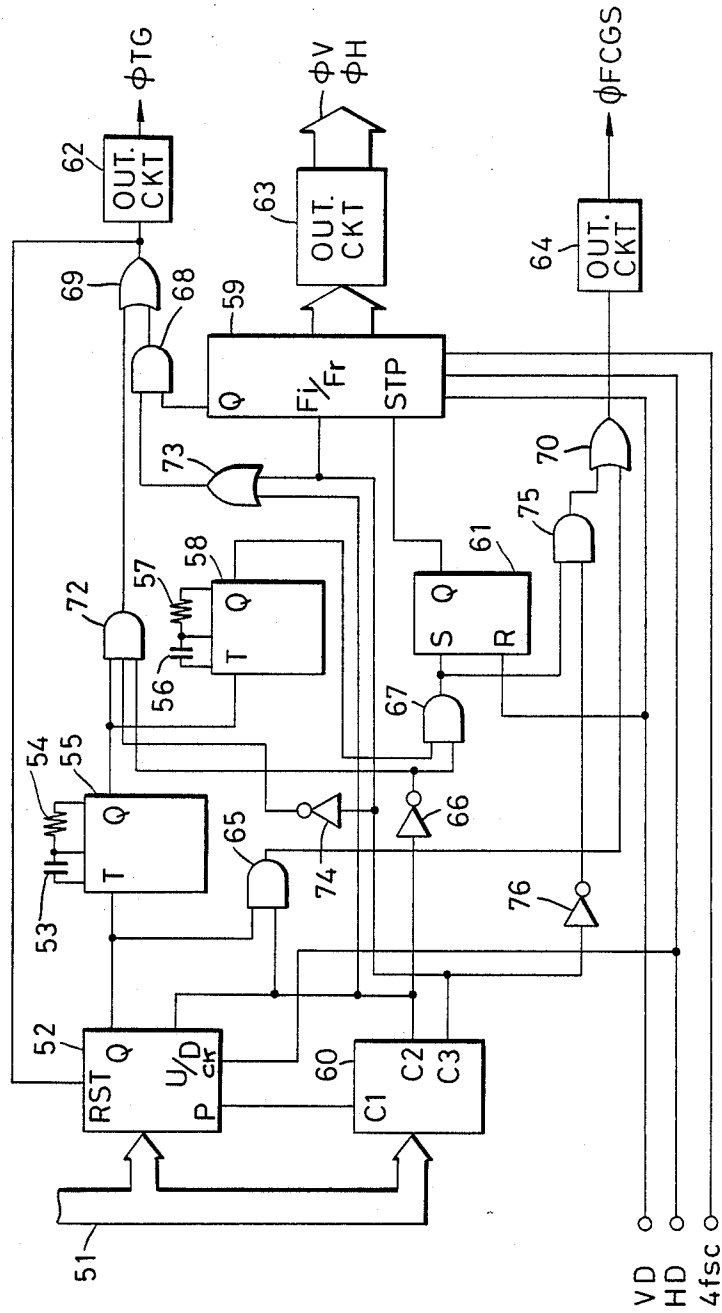 62
OUT.
CKT
ϕTG
69
68
59
Q
Fi/Fr
STP
63
OUT.
CKT
ϕV
ϕH
64
OUT.
CKT
ϕFCGS
73
72
57
58
56
T
Q
61
S
Q
R
67
70
75
54
55
53
T
Q
65
74
66
76
52
RST
Q
U/D
CK
P
60
C1
C2
C3
51
VD
HD
4fsc